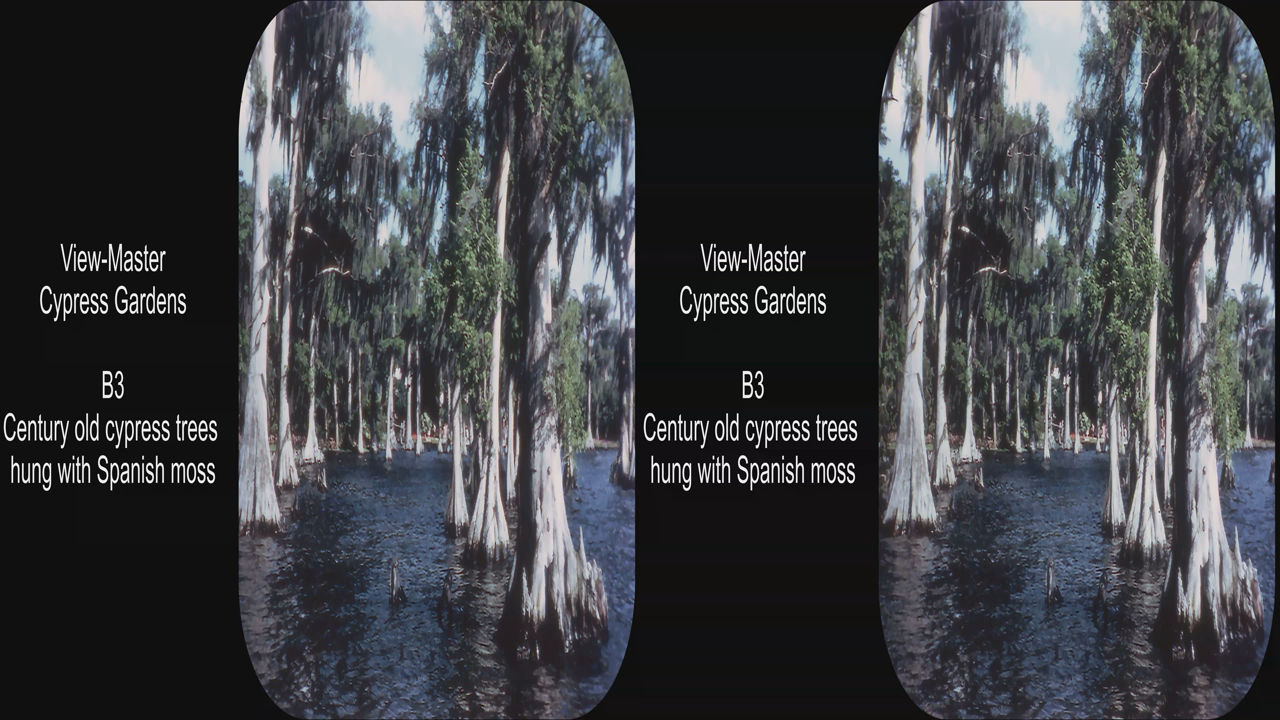 View-Master
Cypress Gardens
B3
Century old cypress trees
hung with Spanish moss
View-Master
Cypress Gardens
B3
Century old cypress trees
hung with Spanish moss